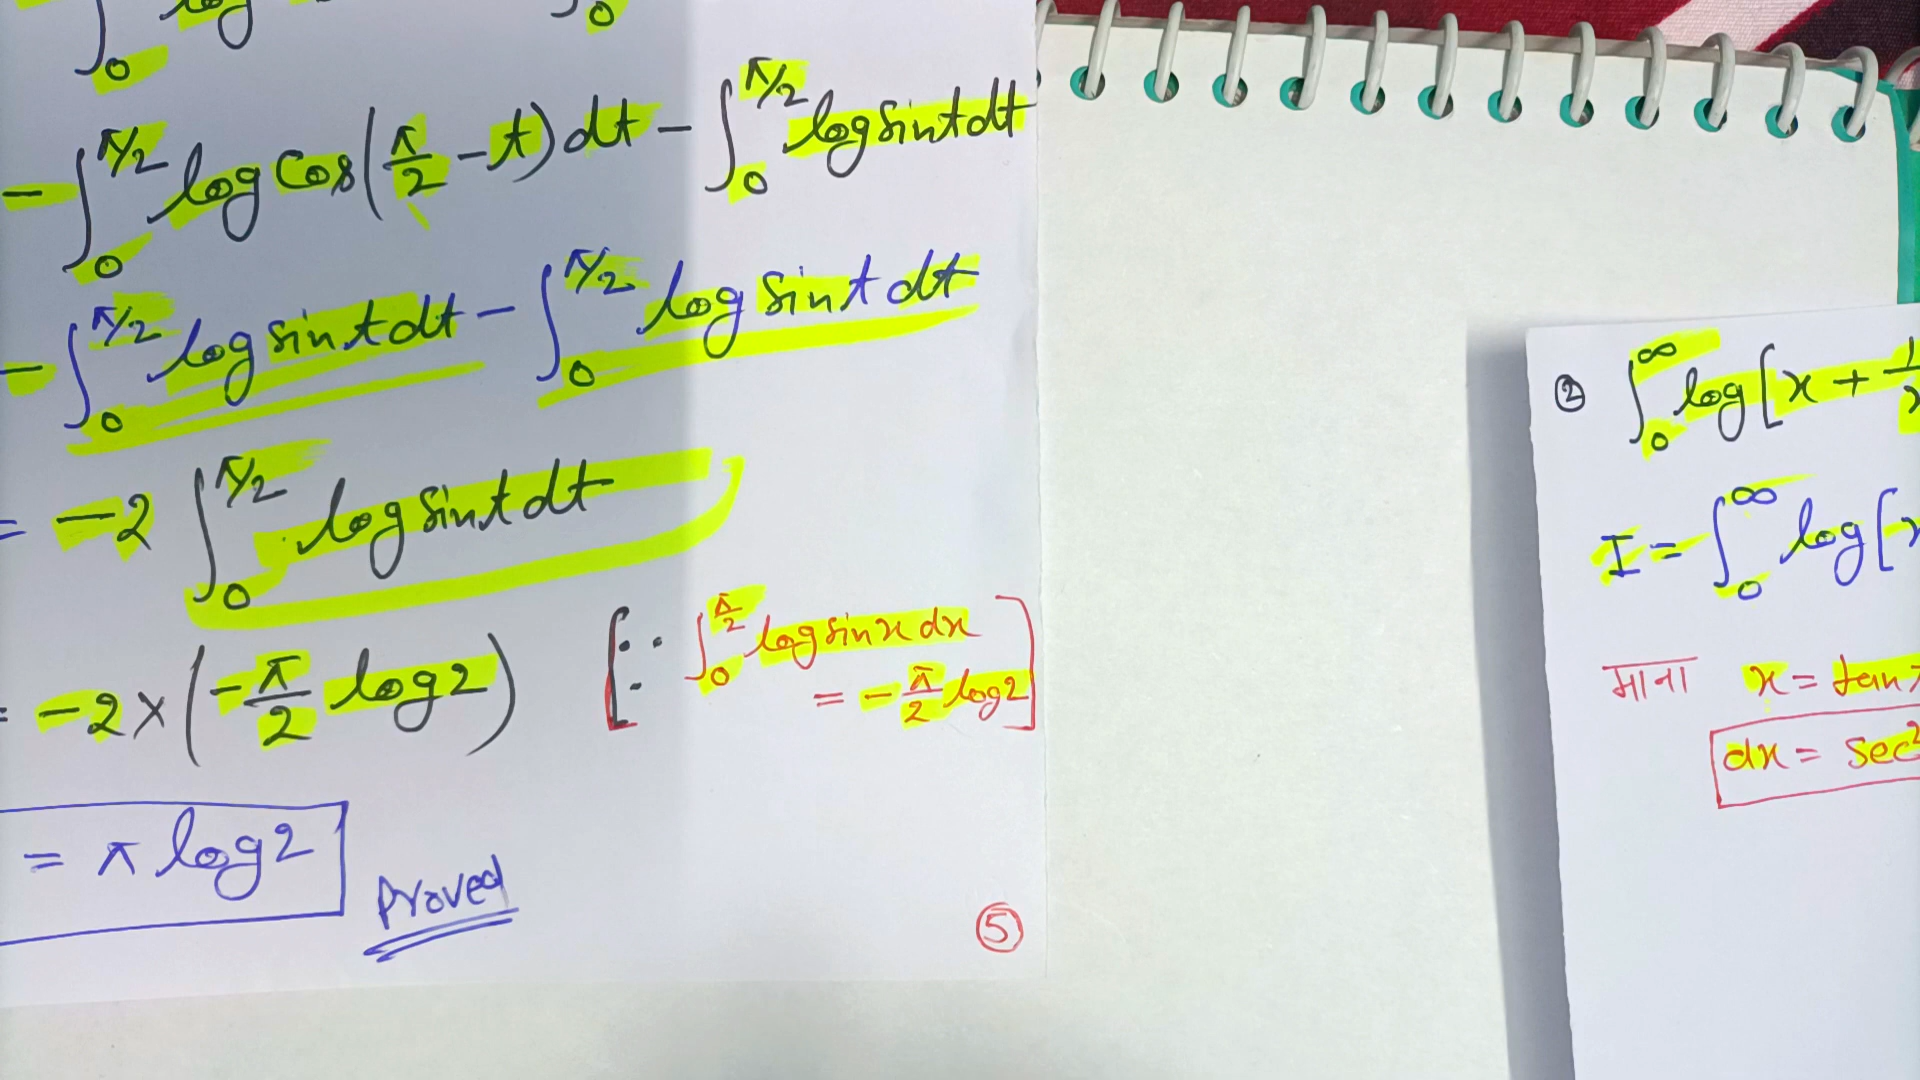 -∫₀^π/2 log cos(π/2 - t) dt - ∫₀^π/2 log sin t dt
-∫₀^π/2 log sin t dt - ∫₀^π/2 log sin t dt
= -2 ∫₀^π/2 log sin t dt
= -2 × (-π/2 log 2) [∵ ∫₀^π/2 log sin x dx
= -π/2 log 2]
= π log 2
Proved
5
② ∫₀^∞ log[x + 1/
I = ∫₀^∞ log[
माना x = tan
dx = sec²